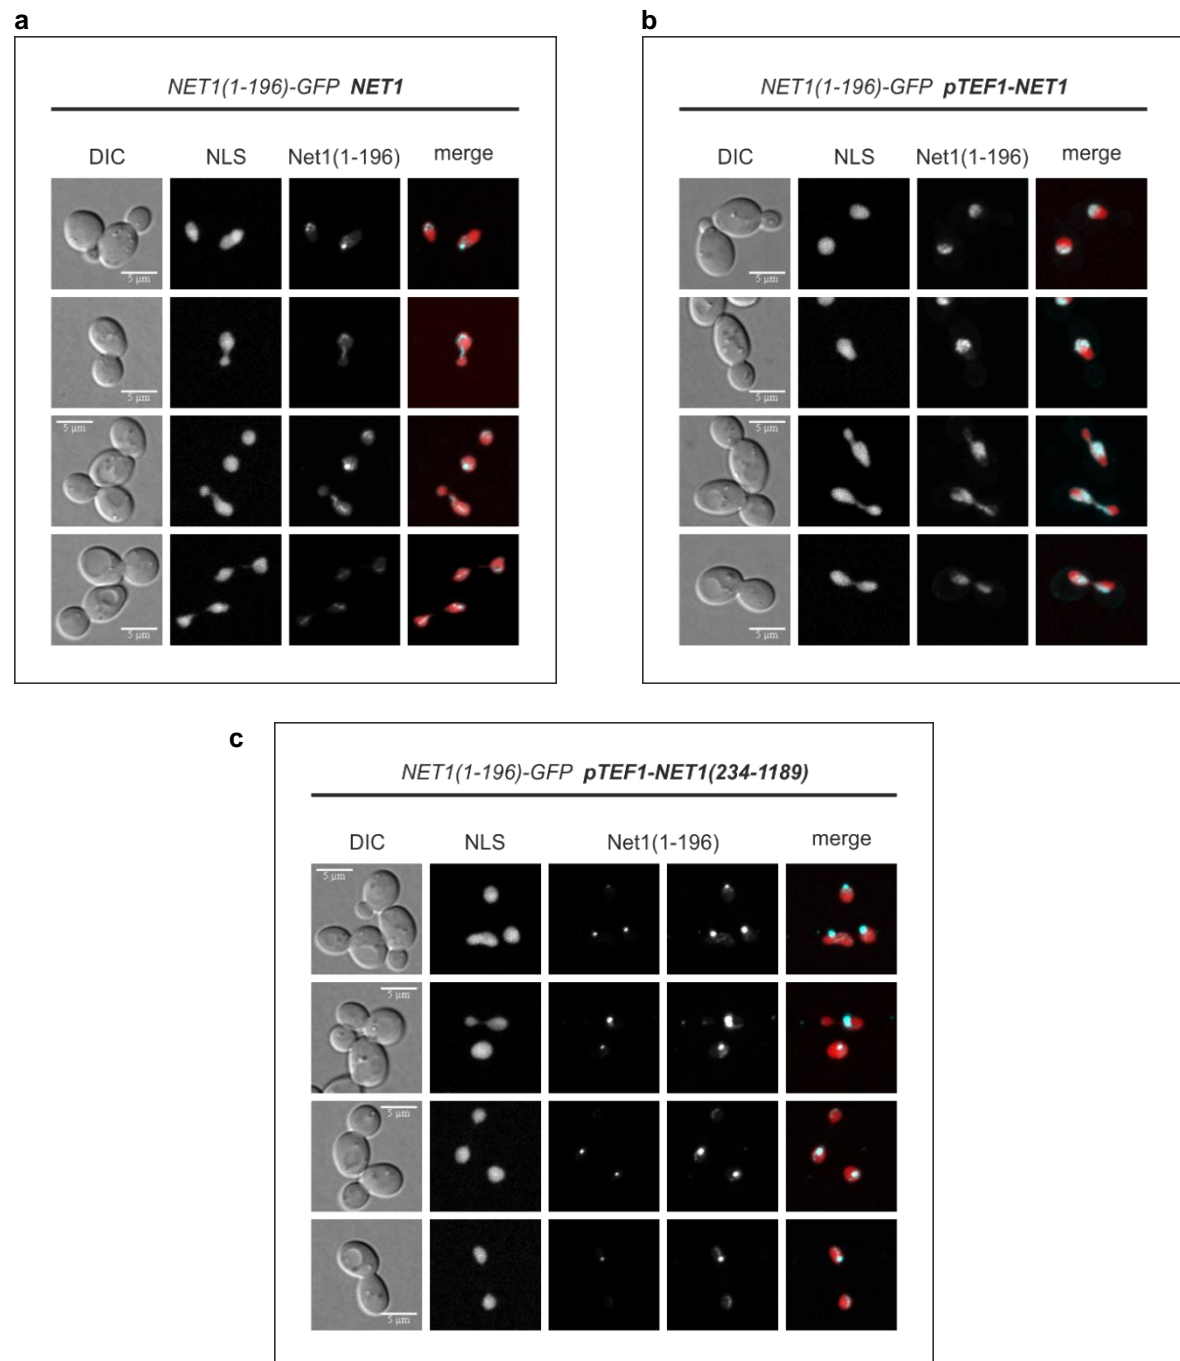 a
NET1(1-196)-GFP NET1
DIC NLS Net1(1-196) merge
5 µm
5 µm
5 µm
5 µm
b
NET1(1-196)-GFP pTEF1-NET1
DIC NLS Net1(1-196) merge
5 µm
5 µm
5 µm
5 µm
c
NET1(1-196)-GFP pTEF1-NET1(234-1189)
DIC NLS Net1(1-196) merge
5 µm
5 µm
5 µm
5 µm